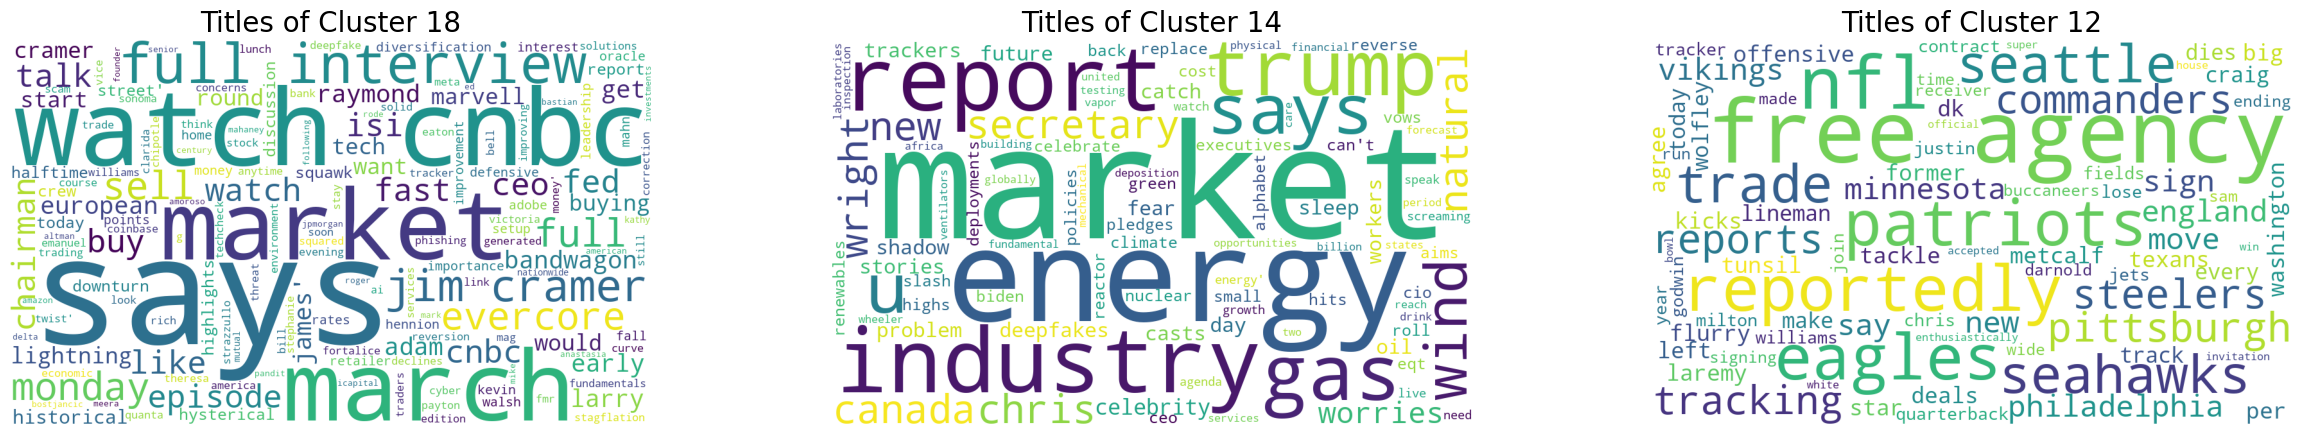 Titles of Cluster 18
cramer
full interview
deepfake
diversification
interest
solutions
senior
lunch
founder
vice
talk
street'
concerns
oracle
report
start
scam
sonoma
round
raymond
meta
marvell
get
bank
solid
discussion
isi
ed
bastian
leadership
investments
watch cnbc
trade
think
home
mahaney
stock
chipotle
clarida
century
following
rode
tech
eaton
improvement
bell
improving
mahn
correction
want
halftime
williams
money
anytime
squawk
tracker
defensive
course
crew
sell
watch
fast
ceo
fed
stay
money'
buying
european
chairman
amoroso
market
victoria
setup
adobe
kathy
today
points
coinbase
techcheck
environment
jpmorgan
soon
squared
evening
phishing
generated
american
still
altman
emanuel
trading
buy
full
says
threat
importance
nationwide
bandwagon
downturn
look
highlights
link
roger
ai
services
jim cramer
amazon
twist'
rich
strazzullo
mutual
stephanie
bill
james'
rates
mark
evercore
delta
hennion
reversion
mag
fall
curve
lightning
like
fortalice
adam
cnbc
would
early
retailer
declines
anastasia
economic
theresa
pandit
america
icapital
march
traders
cyber
kevin
mike
fundamentals
monday
episode
payton
walsh
fmr
larry
bostjancic
meera
historical
quanta
hysterical
edition
stagflation
Titles of Cluster 14
laboratories
inspection
trackers
future
back
replace
physical
financial
reverse
report
united
testing
vapor
cost
catch
watch
trump
natural
wright
new
secretary
says
care
vows
forecast
africa
building
celebrate
executives
can't
market
deployments
globally
deposition
green
mechanical
policies
alphabet
speak
period
screaming
ventilators
fear
pledges
sleep
workers
shadow
fundamental
climate
opportunities
billion
states
aims
renewables
stories
u
slash
highs
energy
reactor
energy'
biden
nuclear
small
growth
hits
cio
reach
drink
wheeler
problem
deepfakes
casts
day
two
roll
oil
wind
industry
gas
eqt
agenda
live
canada
chris
celebrity
ceo
services
worries
need
Titles of Cluster 12
tracker
offensive
contract
super
house
dies
big
vikings
nfl
time
receiver
seattle
craig
today
wolfley
made
dk
commanders
ending
agree
run
free agency
official
justin
win
trade
former
minnesota
fields
buccaneers
lose
sign
sam
washington
kicks
lineman
patriots
england
reports
bowl
join
tackle
accepted
metcalf
move
tunsil
darnold
texans
every
year
godwin
reportedly
jets
steelers
milton
make
say
chris
new
flurry
williams
enthusiastically
pittsburgh
left
signing
eagles
wide
track
invitation
laremy
white
seahawks
tracking
star
deals
quarterback
philadelphia
per